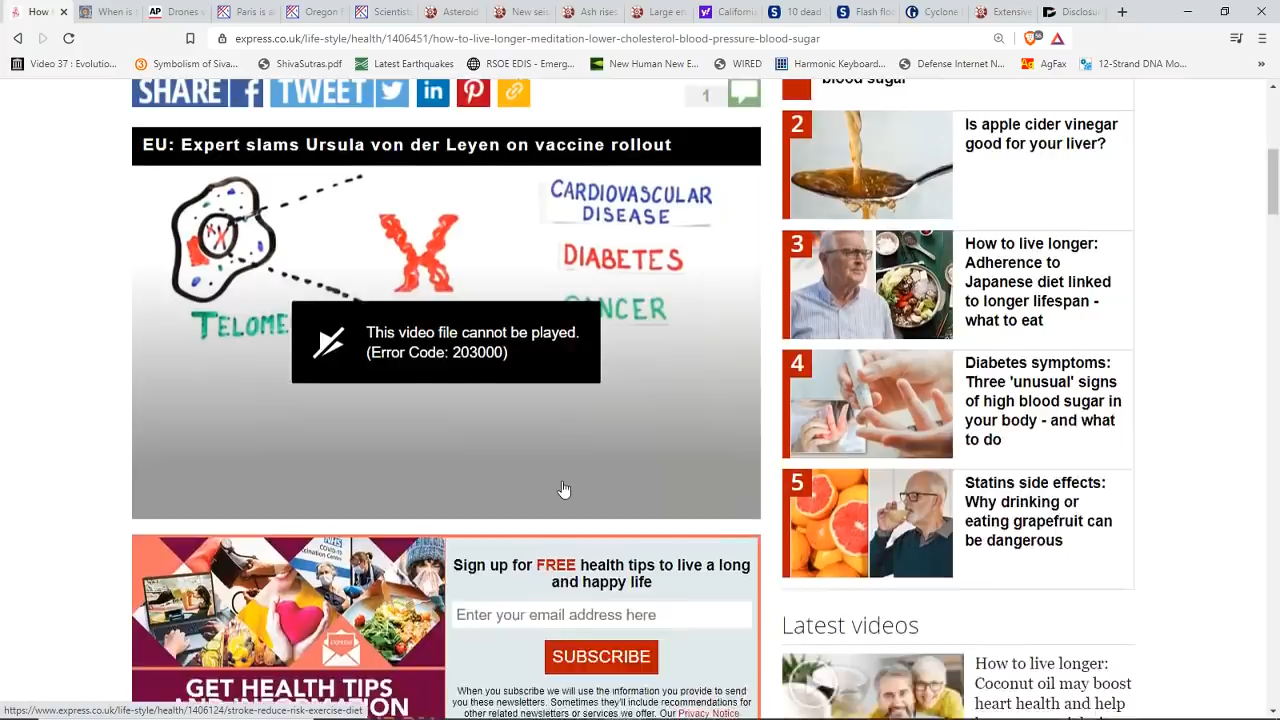 How t
When is t
Drones v
Paris is a
Oregon F
Scientists
Asteroid
New seis
Ash rises
Large en
Californi
10 dead
Flash floo
Cyclone
Extensive
Disclosu
express.co.uk/life-style/health/1406451/how-to-live-longer-meditation-lower-cholesterol-blood-pressure-blood-sugar
Video 37: Evolutio...
Symbolism of Siva...
ShivaSutras.pdf
Latest Earthquakes
RSOE EDIS - Emerg...
New Human New E...
WIRED
Harmonic Keyboard...
Defense Internet N...
AgFax
12-Strand DNA Mo...
SHARE
TWEET
1
EU: Expert slams Ursula von der Leyen on vaccine rollout
CARDIOVASCULAR
DISEASE
DIABETES
CANCER
TELOME
This video file cannot be played.
(Error Code: 203000)
GET HEALTH TIPS
Sign up for FREE health tips to live a long
and happy life
Enter your email address here
SUBSCRIBE
When you subscribe we will use the information you provide to send
you these newsletters. Sometimes they'll include recommendations for
other related newsletters or services we offer. Our Privacy Notice
blood sugar
2
Is apple cider vinegar
good for your liver?
3
How to live longer:
Adherence to
Japanese diet linked
to longer lifespan -
what to eat
4
Diabetes symptoms:
Three 'unusual' signs
of high blood sugar in
your body - and what
to do
5
Statins side effects:
Why drinking or
eating grapefruit can
be dangerous
Latest videos
How to live longer:
Coconut oil may boost
heart health and help
https://www.express.co.uk/life-style/health/1406124/stroke-reduce-risk-exercise-diet